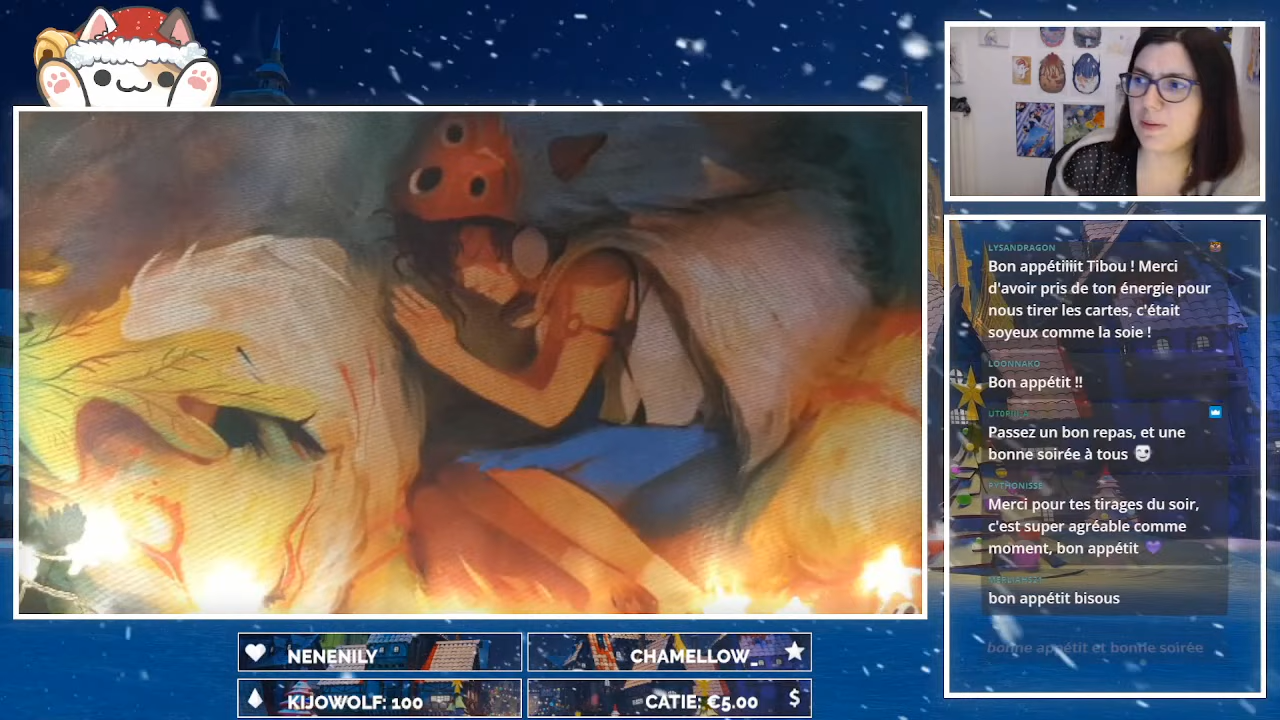 LYSANDRAGON
Bon appétiiiit Tibou ! Merci
d'avoir pris de ton énergie pour
nous tirer les cartes, c'était
soyeux comme la soie !
LOONNAKO
Bon appétit !!
Passez un bon repas, et une
bonne soirée à tous
PYTHONISSE
Merci pour tes tirages du soir,
c'est super agréable comme
moment, bon appétit
bon appétit bisous
bonne appétit et bonne soirée
NENENILY
CHAMELLOW_
KIJOWOLF: 100
CATIE: €5.00